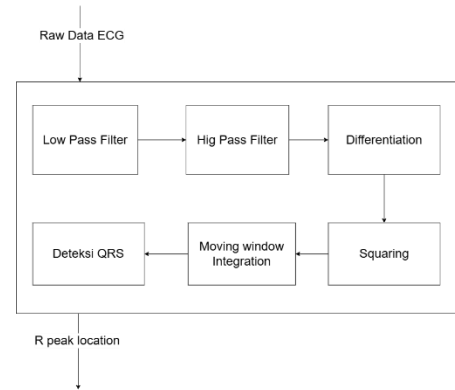 Raw Data ECG
Low Pass Filter
Hig Pass Filter
Differentiation
Deteksi QRS
Moving window
Integration
Squaring
R peak location